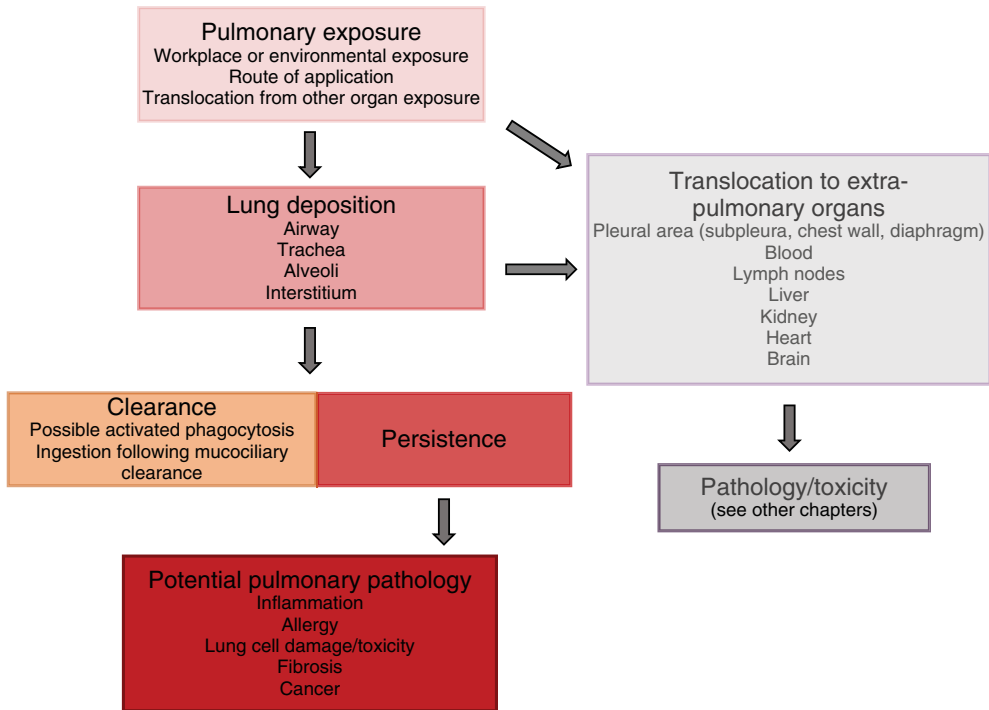 Pulmonary exposure
Workplace or environmental exposure
Route of application
Translocation from other organ exposure
Lung deposition
Airway
Trachea
Alveoli
Interstitium
Translocation to extra-
pulmonary organs
Pleural area (subpleura, chest wall, diaphragm)
Blood
Lymph nodes
Liver
Kidney
Heart
Brain
Clearance
Possible activated phagocytosis
Ingestion following mucociliary
clearance
Persistence
Pathology/toxicity
(see other chapters)
Potential pulmonary pathology
Inflammation
Allergy
Lung cell damage/toxicity
Fibrosis
Cancer